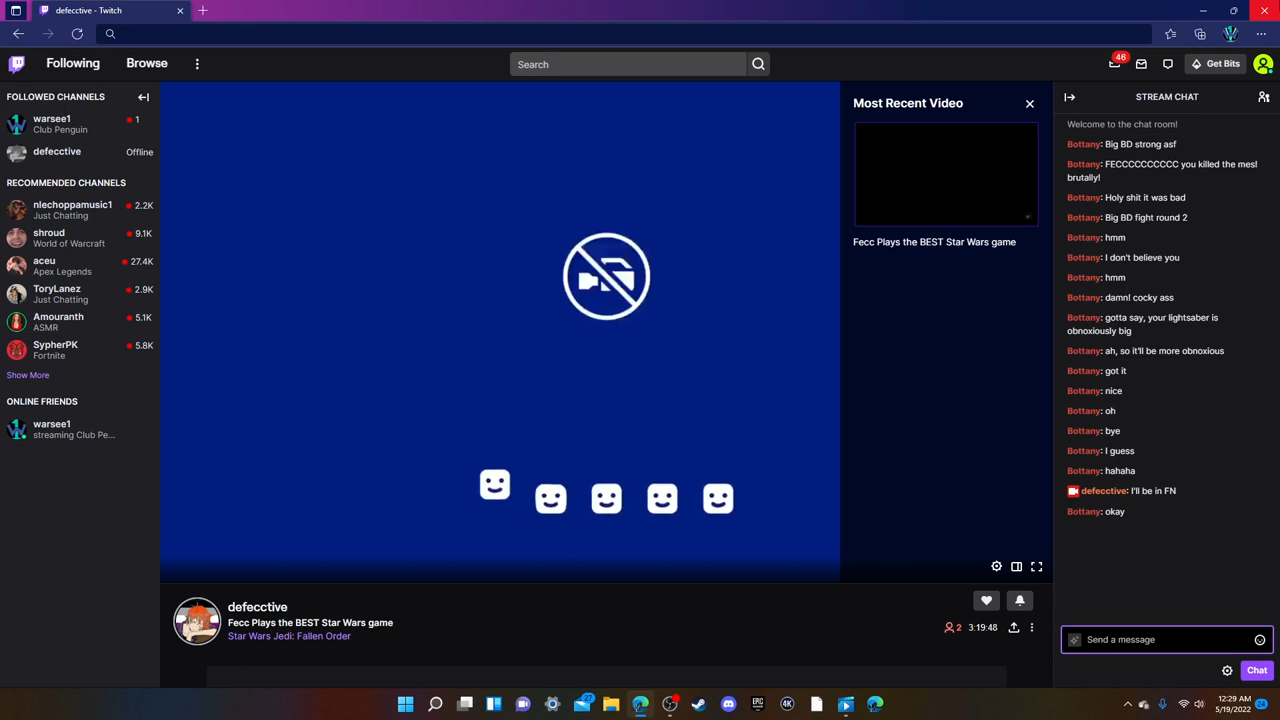 defecctive - Twitch
Following
Browse
Search
46
Get Bits
FOLLOWED CHANNELS
warsee1
1
Club Penguin
defecctive
Offline
RECOMMENDED CHANNELS
nlechoppamusic1
2.2K
Just Chatting
shroud
9.1K
World of Warcraft
aceu
27.4K
Apex Legends
ToryLanez
2.9K
Just Chatting
Amouranth
5.1K
ASMR
SypherPK
5.8K
Fortnite
Show More
ONLINE FRIENDS
warsee1
streaming Club Pe...
Most Recent Video
Fecc Plays the BEST Star Wars game
defecctive
Fecc Plays the BEST Star Wars game
Star Wars Jedi: Fallen Order
2
3:19:48
STREAM CHAT
Welcome to the chat room!
Bottany: Big BD strong asf
Bottany: FECCCCCCCCCC you killed the mesl
brutally!
Bottany: Holy shit it was bad
Bottany: Big BD fight round 2
Bottany: hmm
Bottany: I don't believe you
Bottany: hmm
Bottany: damn! cocky ass
Bottany: gotta say, your lightsaber is
obnoxiously big
Bottany: ah, so it'll be more obnoxious
Bottany: got it
Bottany: nice
Bottany: oh
Bottany: bye
Bottany: I guess
Bottany: hahaha
defecctive: I'll be in FN
Bottany: okay
Send a message
Chat
EPIC
4K
12:29 AM
5/19/2022
24